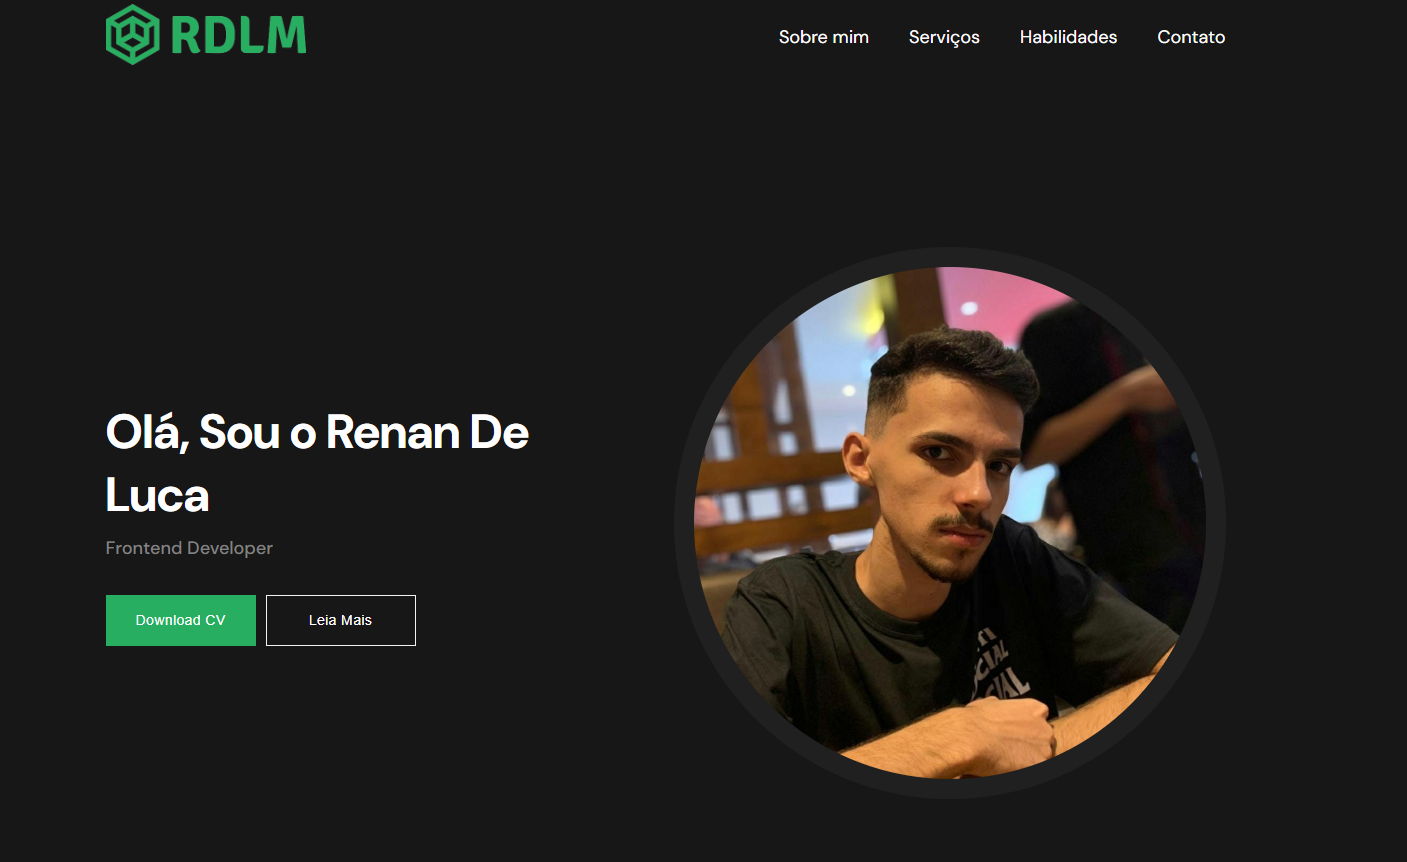 RDLM
Sobre mim Serviços Habilidades Contato
Olá, Sou o Renan De
Luca
Frontend Developer
Download CV Leia Mais